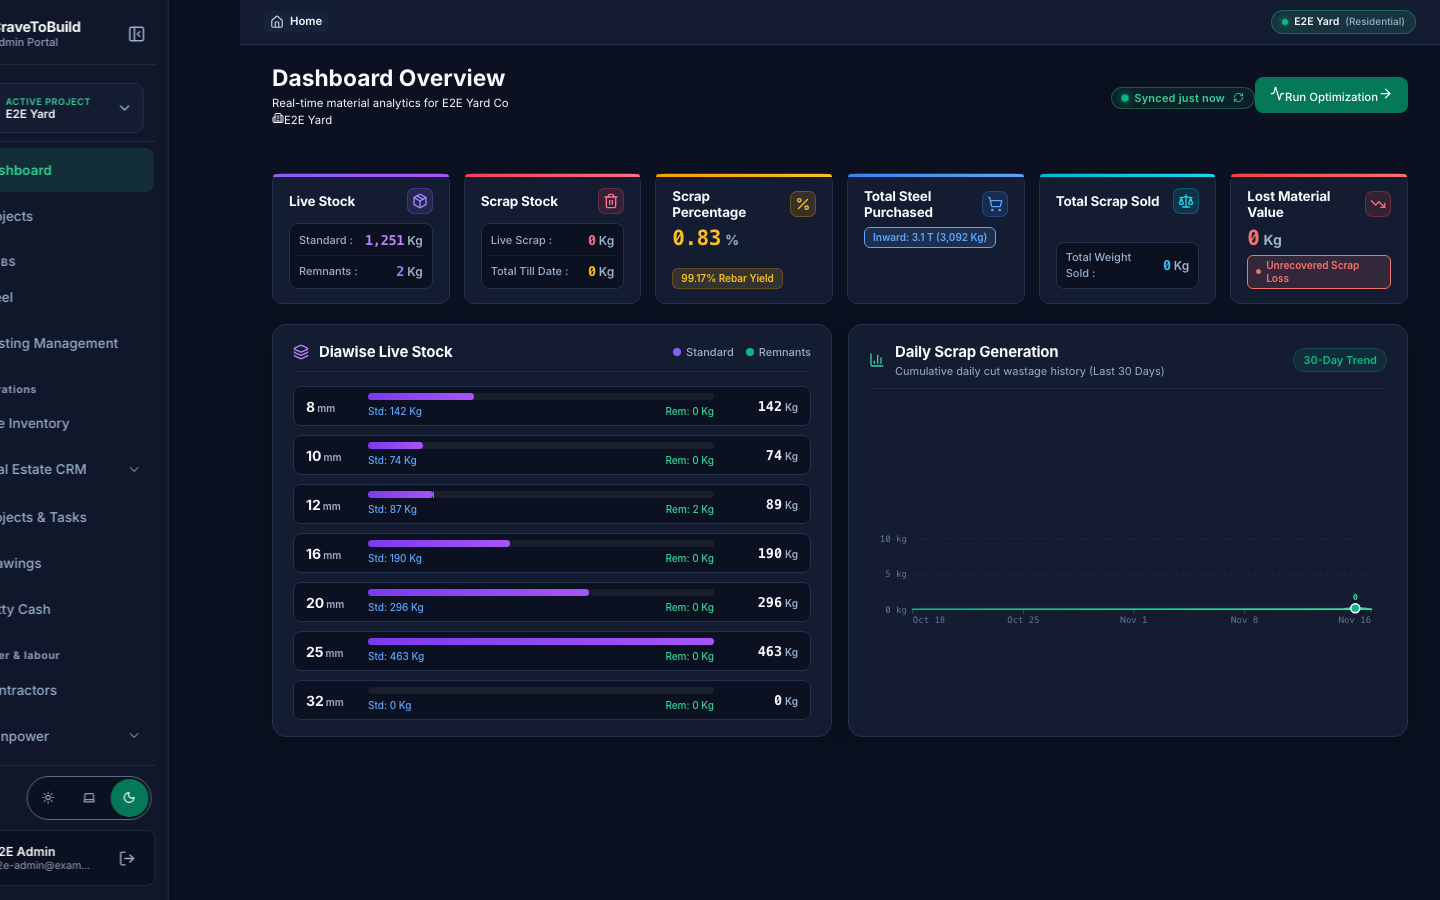 raveToBuild
dmin Portal
ACTIVE PROJECT
E2E Yard
shboard
jects
BS
eel
sting Management
rations
e Inventory
al Estate CRM
jects & Tasks
awings
tty Cash
er & labour
ntractors
npower
2E Admin
2e-admin@exam...
Home
E2E Yard (Residential)
Dashboard Overview
Real-time material analytics for E2E Yard Co
E2E Yard
Synced just now
Run Optimization
Live Stock
Standard : 1,251 Kg
Remnants : 2 Kg
Scrap Stock
Live Scrap : 0 Kg
Total Till Date : 0 Kg
Scrap
Percentage
0.83 %
99.17% Rebar Yield
Total Steel
Purchased
Inward: 3.1 T (3,092 Kg)
Total Scrap Sold
Total Weight
Sold :
0 Kg
Lost Material
Value
0 Kg
Unrecovered Scrap
Loss
Diawise Live Stock
Standard
Remnants
8 mm
Std: 142 Kg
Rem: 0 Kg
142 Kg
10 mm
Std: 74 Kg
Rem: 0 Kg
74 Kg
12 mm
Std: 87 Kg
Rem: 2 Kg
89 Kg
16 mm
Std: 190 Kg
Rem: 0 Kg
190 Kg
20 mm
Std: 296 Kg
Rem: 0 Kg
296 Kg
25 mm
Std: 463 Kg
Rem: 0 Kg
463 Kg
32 mm
Std: 0 Kg
Rem: 0 Kg
0 Kg
Daily Scrap Generation
Cumulative daily cut wastage history (Last 30 Days)
30-Day Trend
10 kg
5 kg
0 kg
0
Oct 18
Oct 25
Nov 1
Nov 8
Nov 16